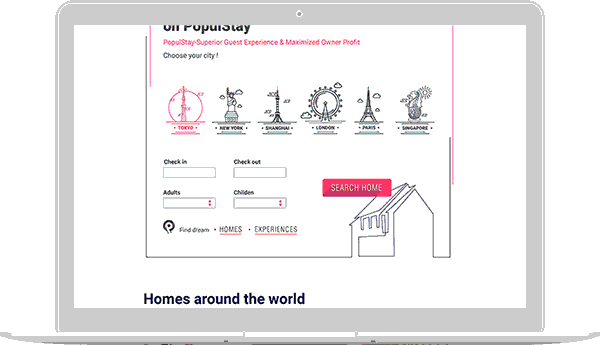 on PopulStay
PopulStay-Superior Guest Experience & Maximized Owner Profit
Choose your city !
TOKYO
NEW YORK
SHANGHAI
LONDON
PARIS
SINGAPORE
Check in
Check out
Adults
Childen
SEARCH HOME
Find dream • HOMES • EXPERIENCES
Homes around the world